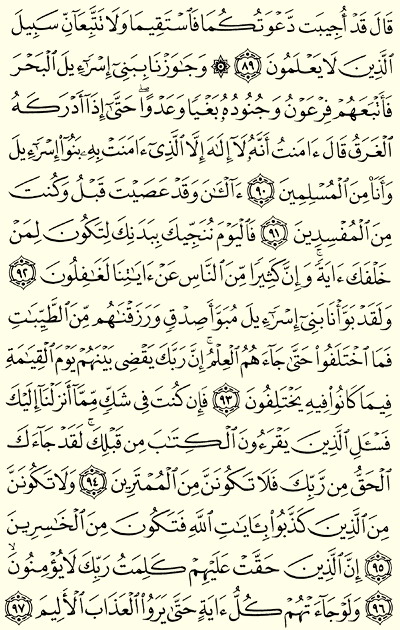 قَالَ قَدۡ أُجِيبَت دَّعۡوَتُكُمَا فَٱسۡتَقِيمَا وَلَا تَتَّبِعَآنِّ سَبِيلَ
ٱلَّذِينَ لَا يَعۡلَمُونَ ٨٩ ۞ وَجَٰوَزۡنَا بِبَنِيٓ إِسۡرَٰٓءِيلَ ٱلۡبَحۡرَ
فَأَتۡبَعَهُمۡ فِرۡعَوۡنُ وَجُنُودُهُۥ بَغۡيٗا وَعَدۡوًاۖ حَتَّىٰٓ إِذَآ أَدۡرَكَهُ
ٱلۡغَرَقُ قَالَ ءَامَنتُ أَنَّهُۥ لَآ إِلَٰهَ إِلَّا ٱلَّذِيٓ ءَامَنَتۡ بِهِۦ بَنُوٓاْ إِسۡرَٰٓءِيلَ
وَأَنَا۠ مِنَ ٱلۡمُسۡلِمِينَ ٩٠ ءَآلۡـَٰٔنَ وَقَدۡ عَصَيۡتَ قَبۡلُ وَكُنتَ
مِنَ ٱلۡمُفۡسِدِينَ ٩١ فَٱلۡيَوۡمَ نُنَجِّيكَ بِبَدَنِكَ لِتَكُونَ لِمَنۡ
خَلۡفَكَ ءَايَةٗۚ وَإِنَّ كَثِيرٗا مِّنَ ٱلنَّاسِ عَنۡ ءَايَٰتِنَا لَغَٰفِلُونَ ٩٢
وَلَقَدۡ بَوَّأۡنَا بَنِيٓ إِسۡرَٰٓءِيلَ مُبَوَّأَ صِدۡقٖ وَرَزَقۡنَٰهُم مِّنَ ٱلطَّيِّبَٰتِ
فَمَا ٱخۡتَلَفُواْ حَتَّىٰ جَآءَهُمُ ٱلۡعِلۡمُۚ إِنَّ رَبَّكَ يَقۡضِي بَيۡنَهُمۡ يَوۡمَ ٱلۡقِيَٰمَةِ
فِيمَا كَانُواْ فِيهِ يَخۡتَلِفُونَ ٩٣ فَإِن كُنتَ فِي شَكّٖ مِّمَّآ أَنزَلۡنَآ إِلَيۡكَ
فَسۡـَٔلِ ٱلَّذِينَ يَقۡرَءُونَ ٱلۡكِتَٰبَ مِن قَبۡلِكَۚ لَقَدۡ جَآءَكَ
ٱلۡحَقُّ مِن رَّبِّكَ فَلَا تَكُونَنَّ مِنَ ٱلۡمُمۡتَرِينَ ٩٤ وَلَا تَكُونَنَّ
مِنَ ٱلَّذِينَ كَذَّبُواْ بِـَٔايَٰتِ ٱللَّهِ فَتَكُونَ مِنَ ٱلۡخَٰسِرِينَ
٩٥ إِنَّ ٱلَّذِينَ حَقَّتۡ عَلَيۡهِمۡ كَلِمَتُ رَبِّكَ لَا يُؤۡمِنُونَ
٩٦ وَلَوۡ جَآءَتۡهُمۡ كُلُّ ءَايَةٍ حَتَّىٰ يَرَوُاْ ٱلۡعَذَابَ ٱلۡأَلِيمَ ٩٧